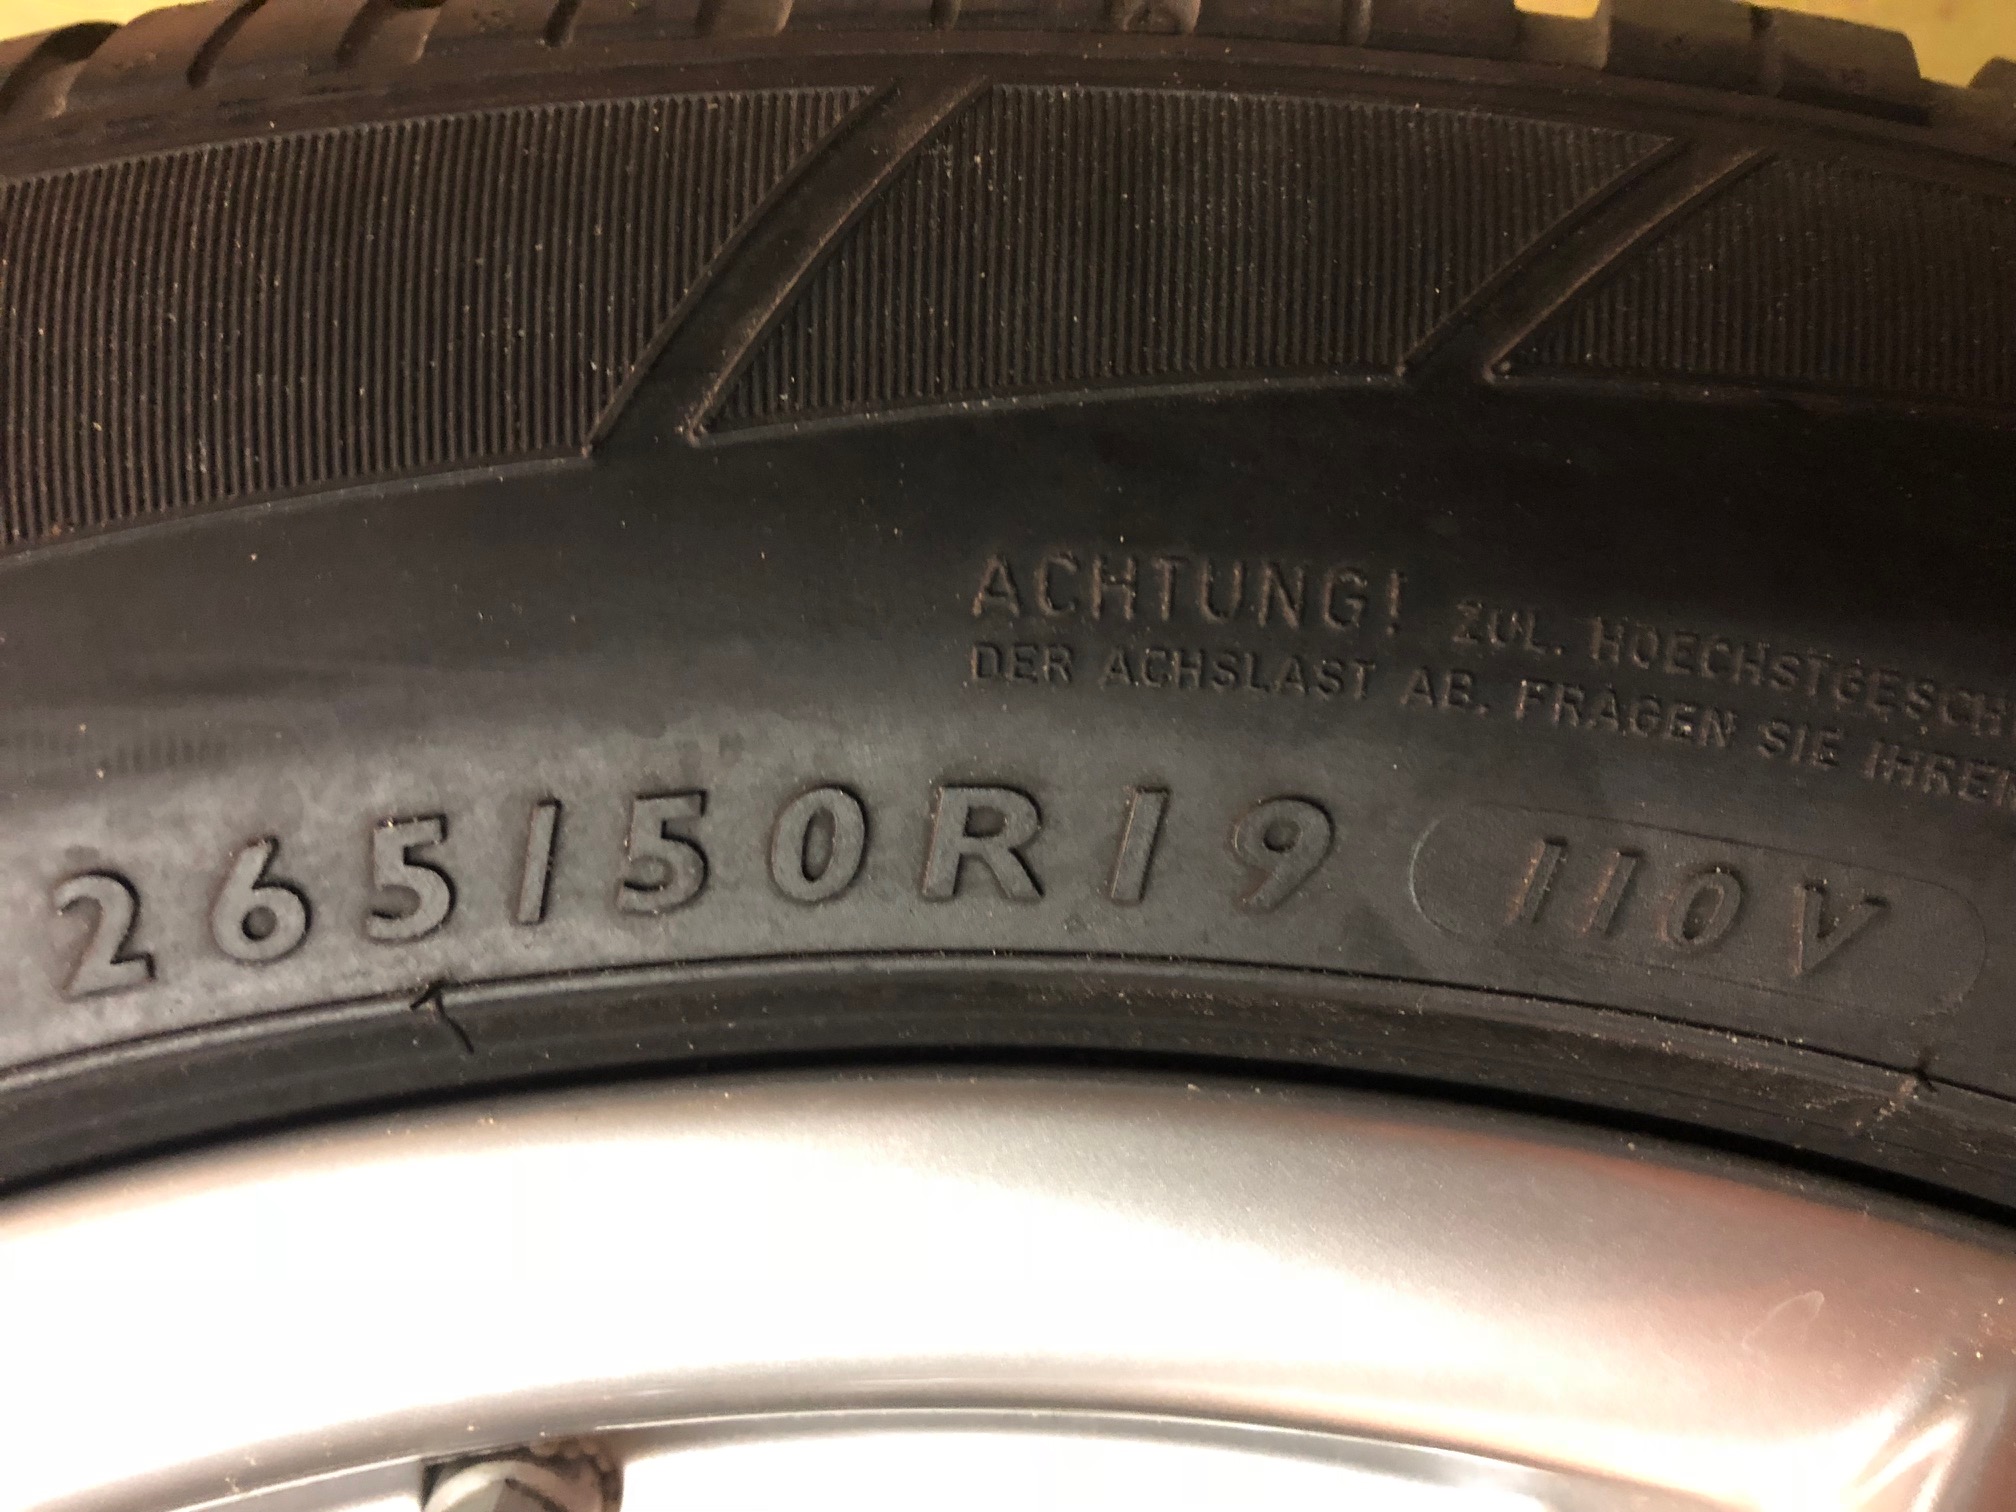 ACHTUNG! ZUL. HOECHSTGESCH
DER ACHSLAST AB. FRAGEN SIE IHREN
265/50R19 110V